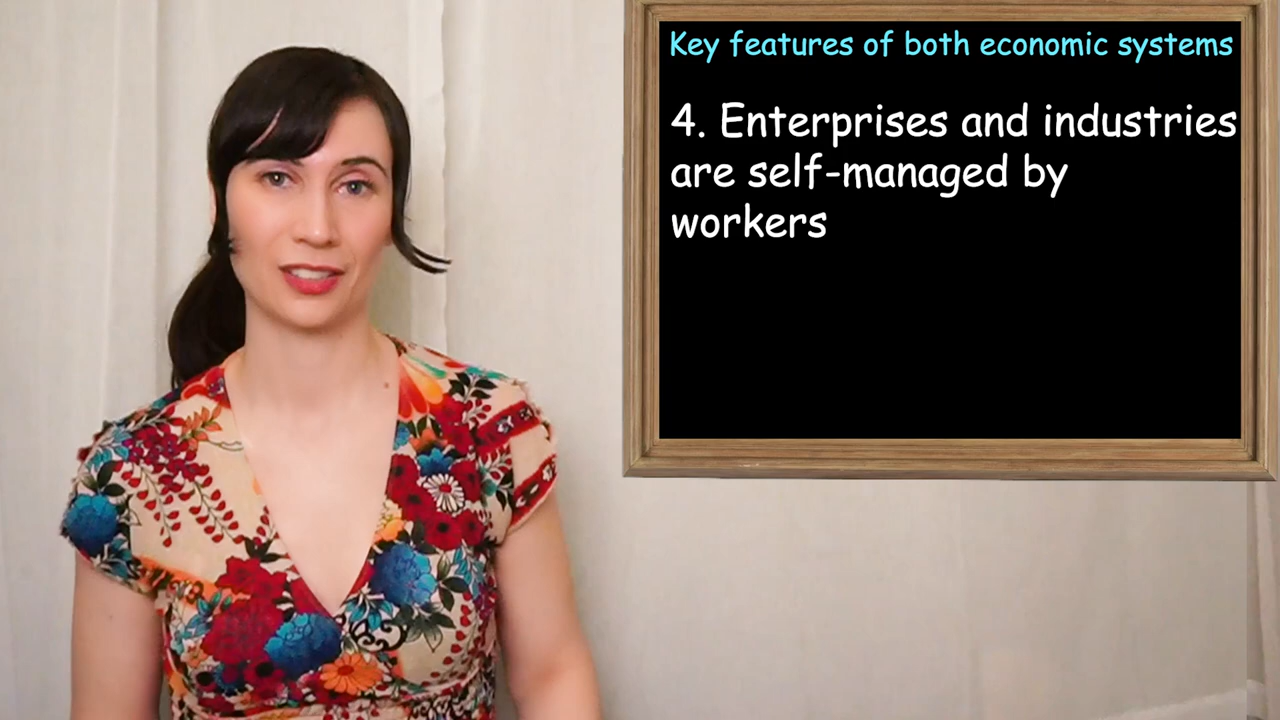 Key features of both economic systems
4. Enterprises and industries
are self-managed by
workers